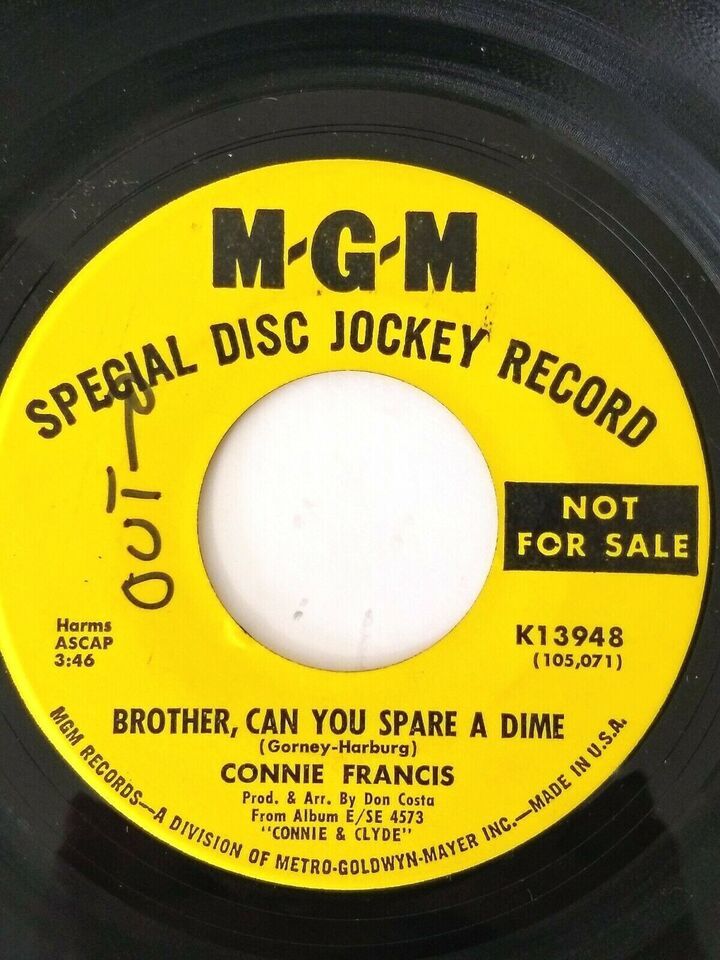 M-G-M
SPECIAL DISC JOCKEY RECORD
OUT
NOT
FOR SALE
Harms
ASCAP
3:46
K13948
(105,071)
BROTHER, CAN YOU SPARE A DIME
(Gorney-Harburg)
CONNIE FRANCIS
Prod. & Arr. By Don Costa
From Album E/SE 4573
"CONNIE & CLYDE"
MGM RECORDS—A DIVISION OF METRO-GOLDWYN-MAYER INC.—MADE IN U.S.A.